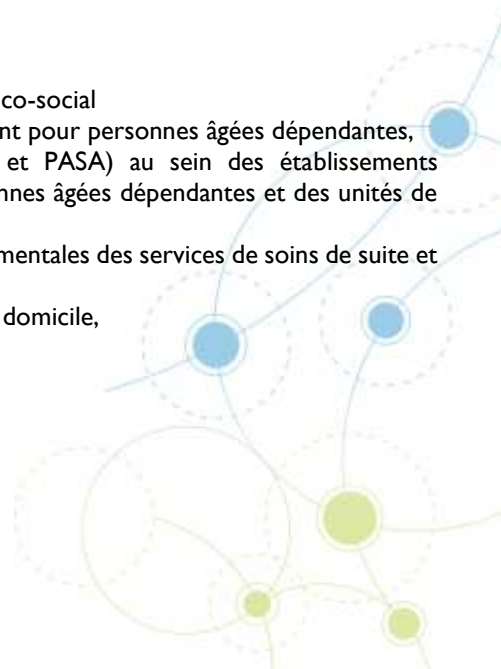 co-social
nt pour personnes âgées dépendantes,
et PASA) au sein des établissements
nnes âgées dépendantes et des unités de
mentales des services de soins de suite et
domicile,